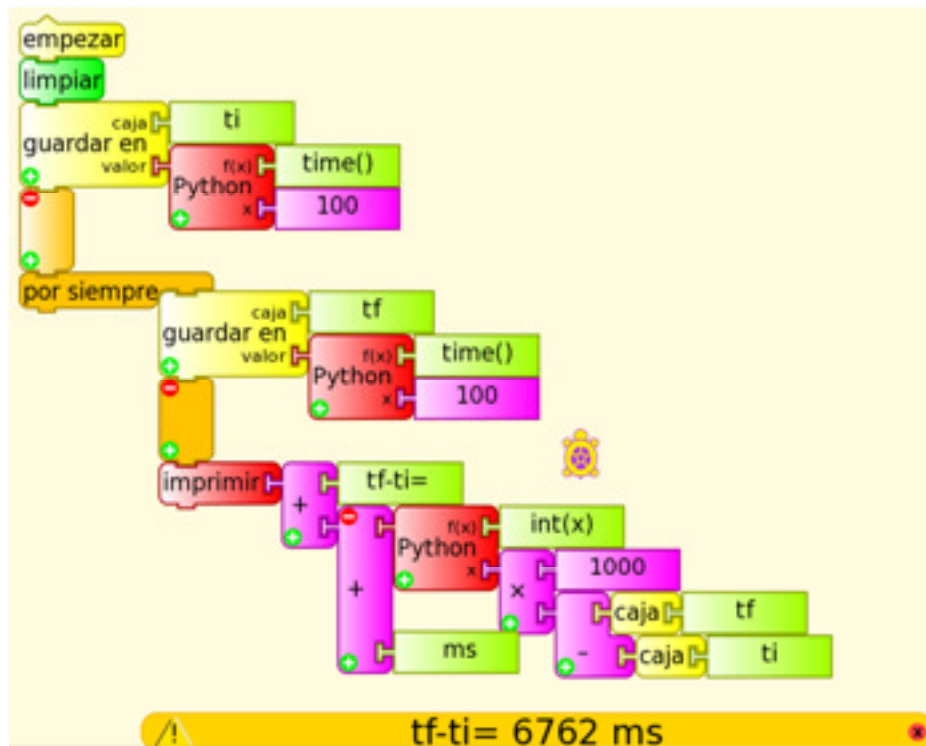 empezar
limpiar
caja ti
guardar en
valor f(x) time()
Python
x 100
por siempre
caja tf
guardar en
valor f(x) time()
Python
x 100
imprimir + tf-ti=
f(x) int(x)
Python
x × 1000
+
caja tf
ms - caja ti
tf-ti= 6762 ms